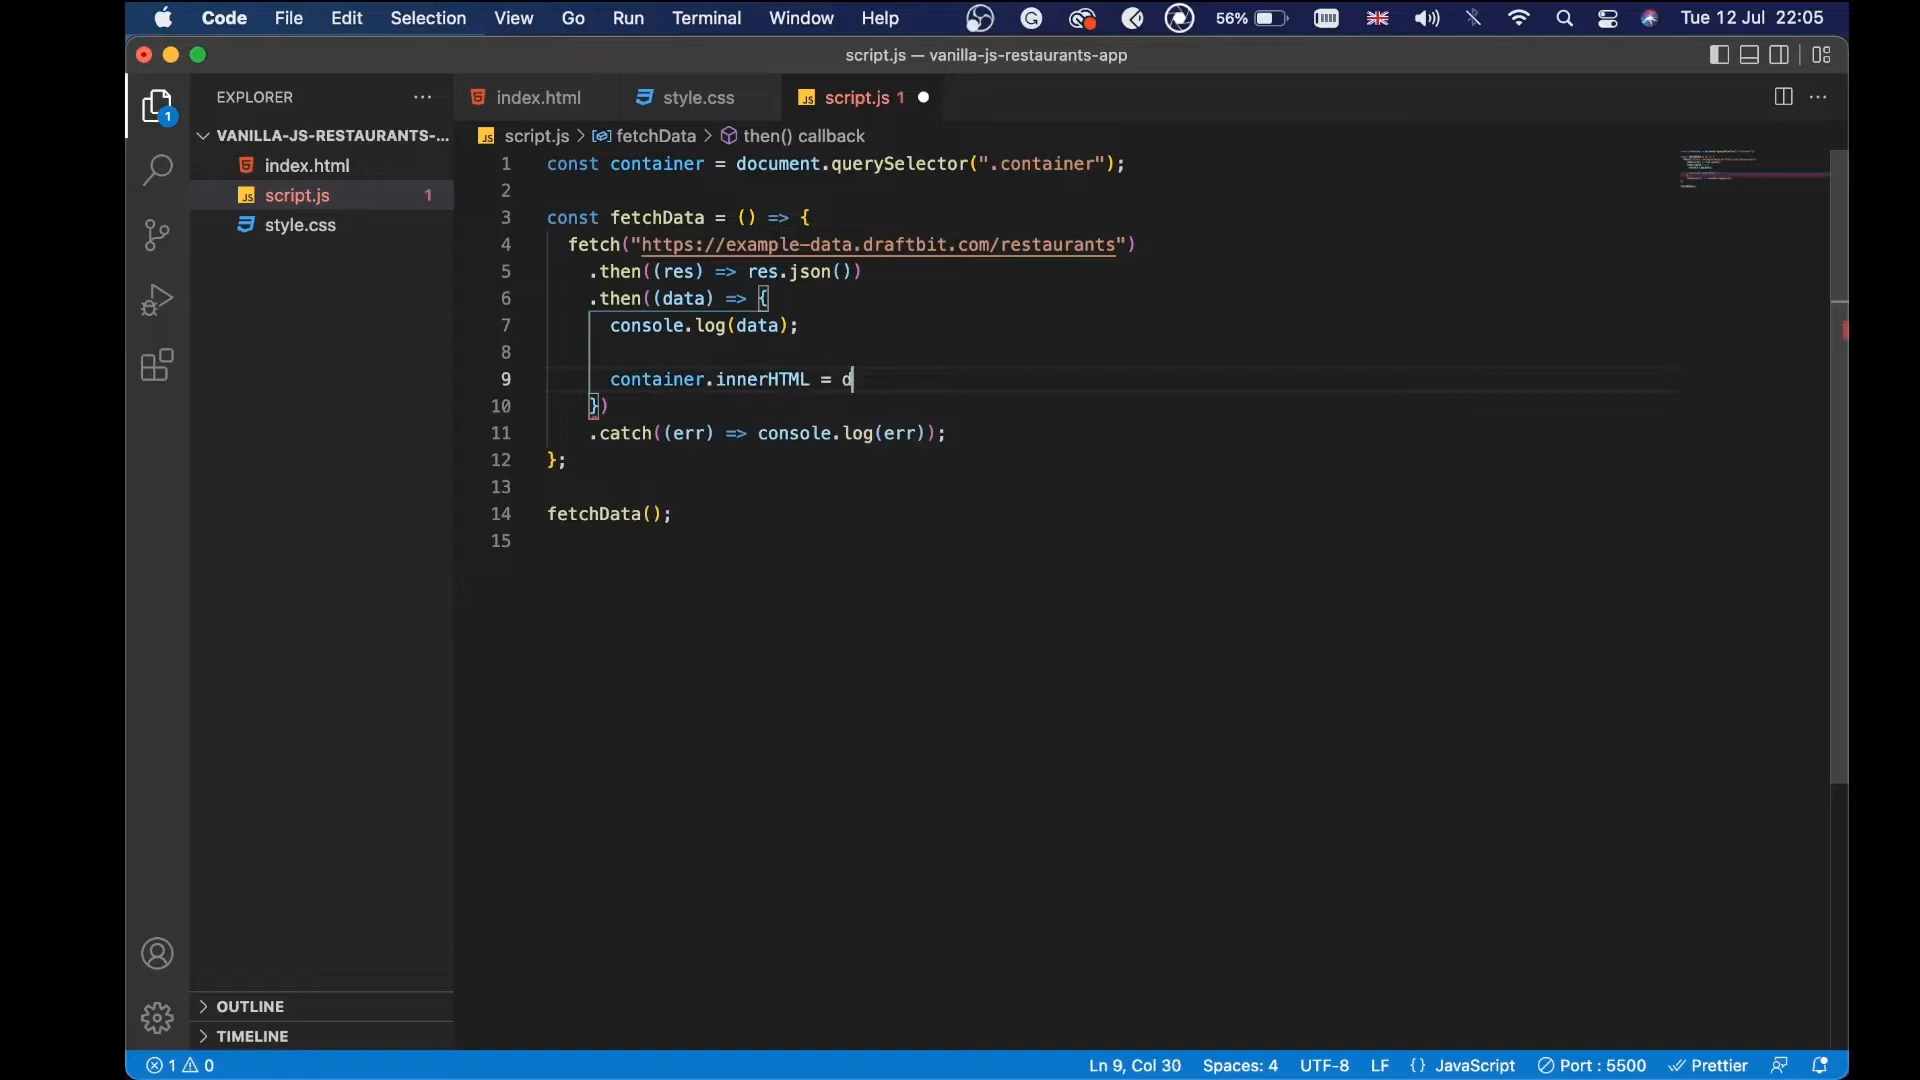 Code File Edit Selection View Go Run Terminal Window Help 56% Tue 12 Jul 22:05
script.js — vanilla-js-restaurants-app
EXPLORER
index.html
style.css
script.js 1
VANILLA-JS-RESTAURANTS-...
index.html
script.js 1
style.css
1
script.js > fetchData > then() callback
1 const container = document.querySelector(".container");
2
3 const fetchData = () => {
4 fetch("https://example-data.draftbit.com/restaurants")
5 .then((res) => res.json())
6 .then((data) => {
7 console.log(data);
8
9 container.innerHTML = d
10 })
11 .catch((err) => console.log(err));
12 };
13
14 fetchData();
15
OUTLINE
TIMELINE
1 0 Ln 9, Col 30 Spaces: 4 UTF-8 LF {} JavaScript Port : 5500 Prettier